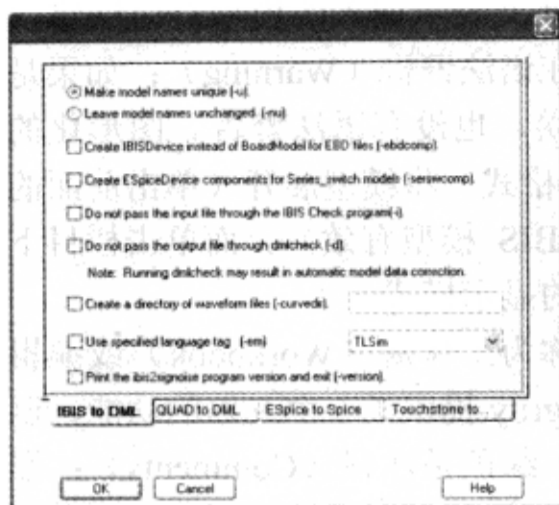 Make model names unique (-u).
Leave model names unchanged. (-nu)
Create IBISDevice instead of BoardModel for EBD files (-ebdcomp).
Create ESpiceDevice components for Series_switch models (-serswcomp).
Do not pass the input file through the IBIS Check program(-i).
Do not pass the output file through dmlcheck (-d).
Note: Running dmlcheck may result in automatic model data correction.
Create a directory of waveform files (-curvedir).
Use specified language tag (-em) TLSim
Print the ibis2signoise program version and exit (-version).
IBIS to DML QUAD to DML ESpice to Spice Touchstone to
OK Cancel Help